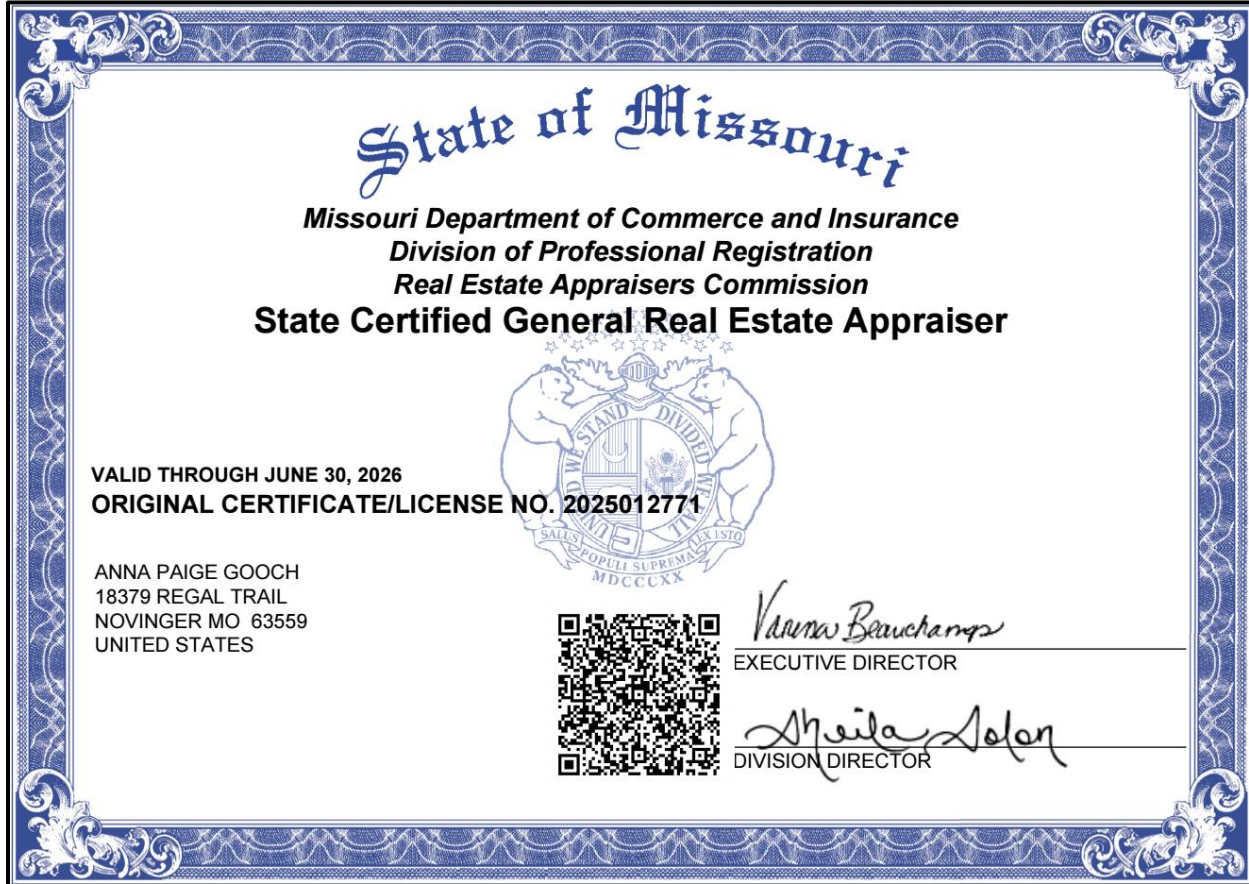 State of Missouri
Missouri Department of Commerce and Insurance
Division of Professional Registration
Real Estate Appraisers Commission
State Certified General Real Estate Appraiser
UNITED WE STAND DIVIDED WE FALL
VALID THROUGH JUNE 30, 2026
ORIGINAL CERTIFICATE/LICENSE NO. 2025012771
SALUS POPULI SUPREMA LEX ESTO
MDCCCXX
ANNA PAIGE GOOCH
18379 REGAL TRAIL
NOVINGER MO 63559
UNITED STATES
Vanena Beauchamp
EXECUTIVE DIRECTOR
Sheila Solon
DIVISION DIRECTOR